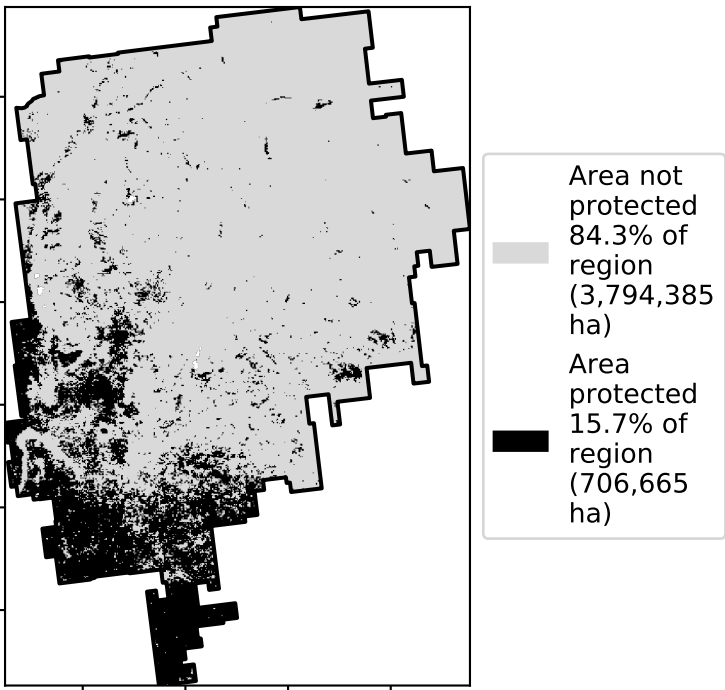 Area not
protected
84.3% of
region
(3,794,385
ha)
Area
protected
15.7% of
region
(706,665
ha)